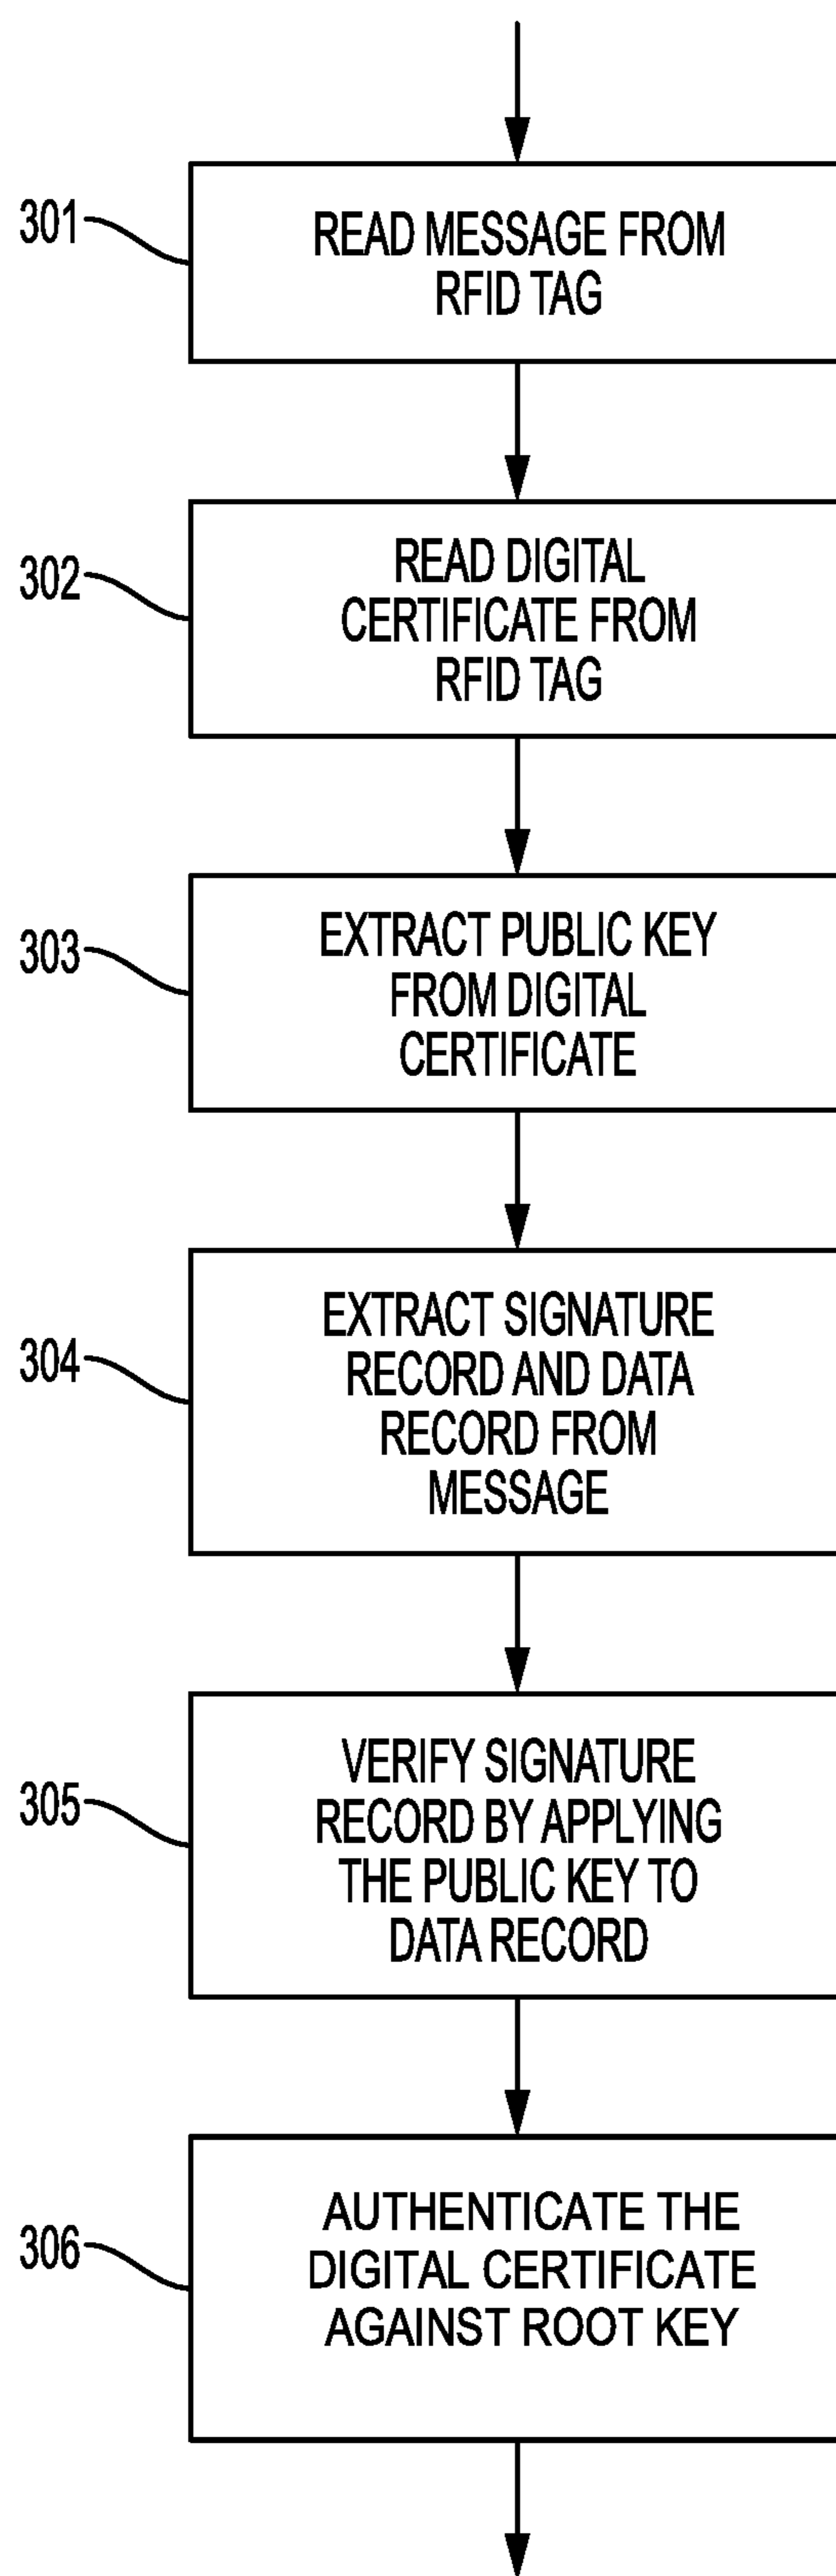 301
READ MESSAGE FROM
RFID TAG
302
READ DIGITAL
CERTIFICATE FROM
RFID TAG
303
EXTRACT PUBLIC KEY
FROM DIGITAL
CERTIFICATE
304
EXTRACT SIGNATURE
RECORD AND DATA
RECORD FROM
MESSAGE
305
VERIFY SIGNATURE
RECORD BY APPLYING
THE PUBLIC KEY TO
DATA RECORD
306
AUTHENTICATE THE
DIGITAL CERTIFICATE
AGAINST ROOT KEY